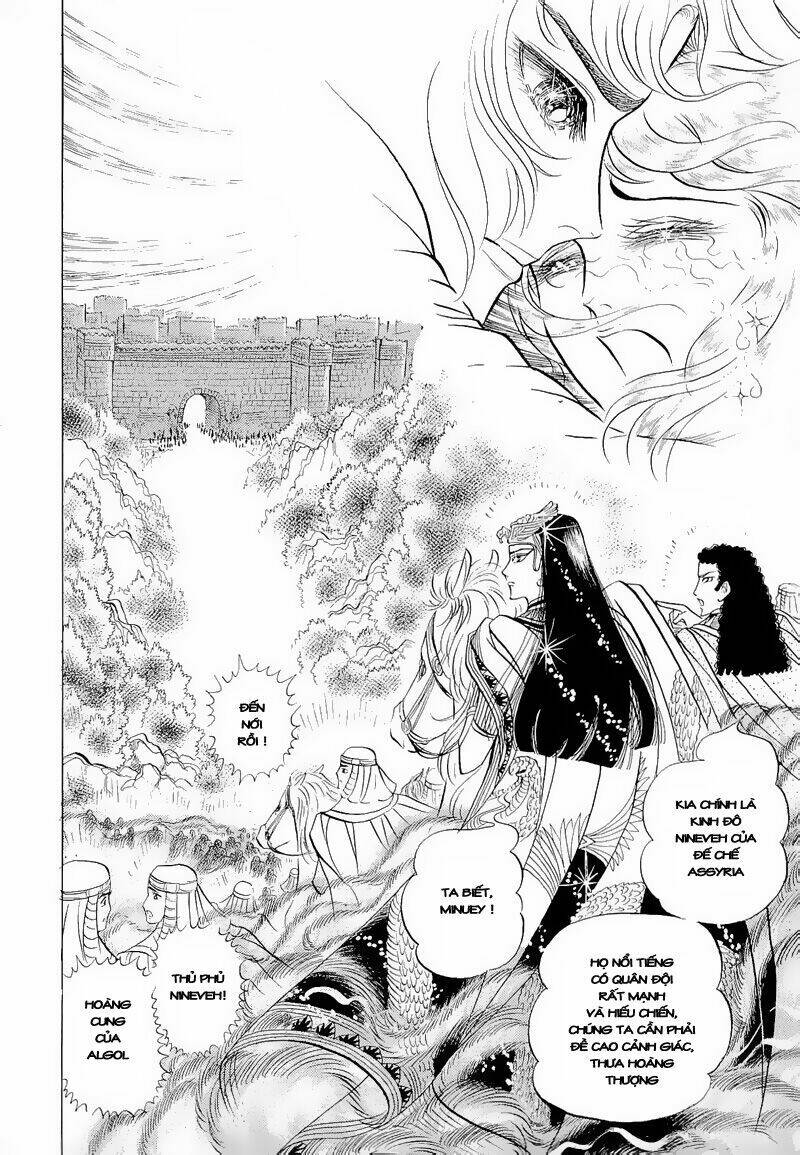 ĐẾN
NƠI
RỒI !
KIA CHÍNH LÀ
KINH ĐÔ
NINEVEH CỦA
ĐẾ CHẾ
ASSYRIA
TA BIẾT,
MINUEY !
HỌ NỔI TIẾNG
CÓ QUÂN ĐỘI
RẤT MẠNH
VÀ HIẾU CHIẾN,
CHÚNG TA CẦN PHẢI
ĐỀ CAO CẢNH GIÁC,
THƯA HOÀNG
THƯỢNG
THỦ PHỦ
NINEVEH!
HOÀNG
CUNG
CỦA
ALGOL